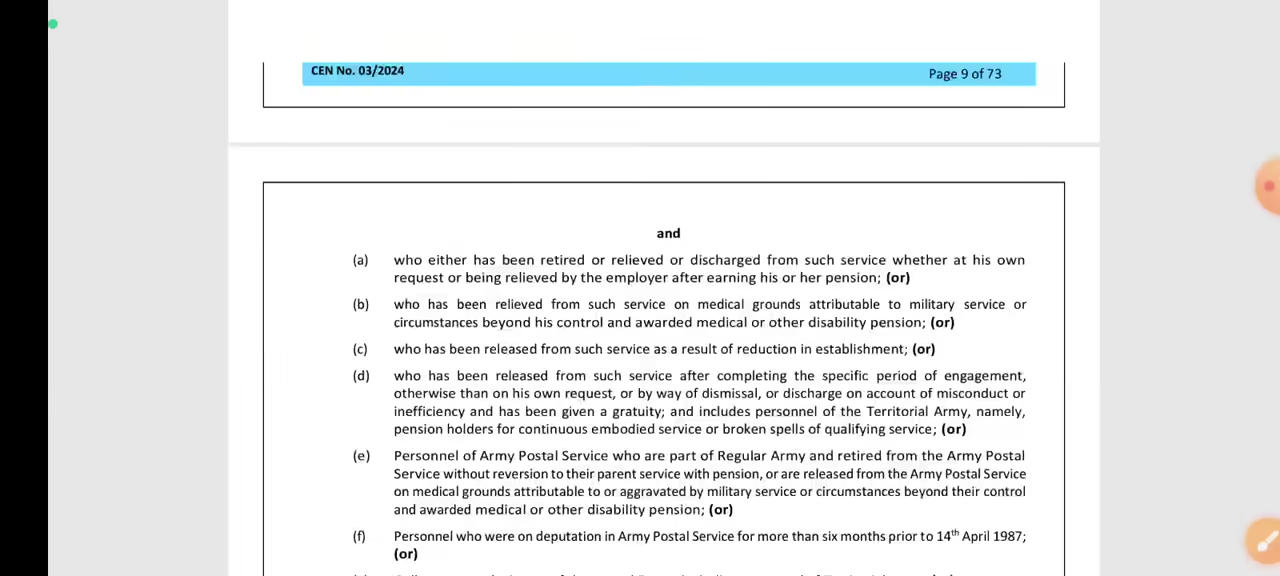 CEN No. 03/2024
Page 9 of 73
and
(a) who either has been retired or relieved or discharged from such service whether at his own
request or being relieved by the employer after earning his or her pension; (or)
(b) who has been relieved from such service on medical grounds attributable to military service or
circumstances beyond his control and awarded medical or other disability pension; (or)
(c) who has been released from such service as a result of reduction in establishment; (or)
(d) who has been released from such service after completing the specific period of engagement,
otherwise than on his own request, or by way of dismissal, or discharge on account of misconduct or
inefficiency and has been given a gratuity; and includes personnel of the Territorial Army, namely,
pension holders for continuous embodied service or broken spells of qualifying service; (or)
(e) Personnel of Army Postal Service who are part of Regular Army and retired from the Army Postal
Service without reversion to their parent service with pension, or are released from the Army Postal Service
on medical grounds attributable to or aggravated by military service or circumstances beyond their control
and awarded medical or other disability pension; (or)
(f) Personnel who were on deputation in Army Postal Service for more than six months prior to 14th April 1987;
(or)